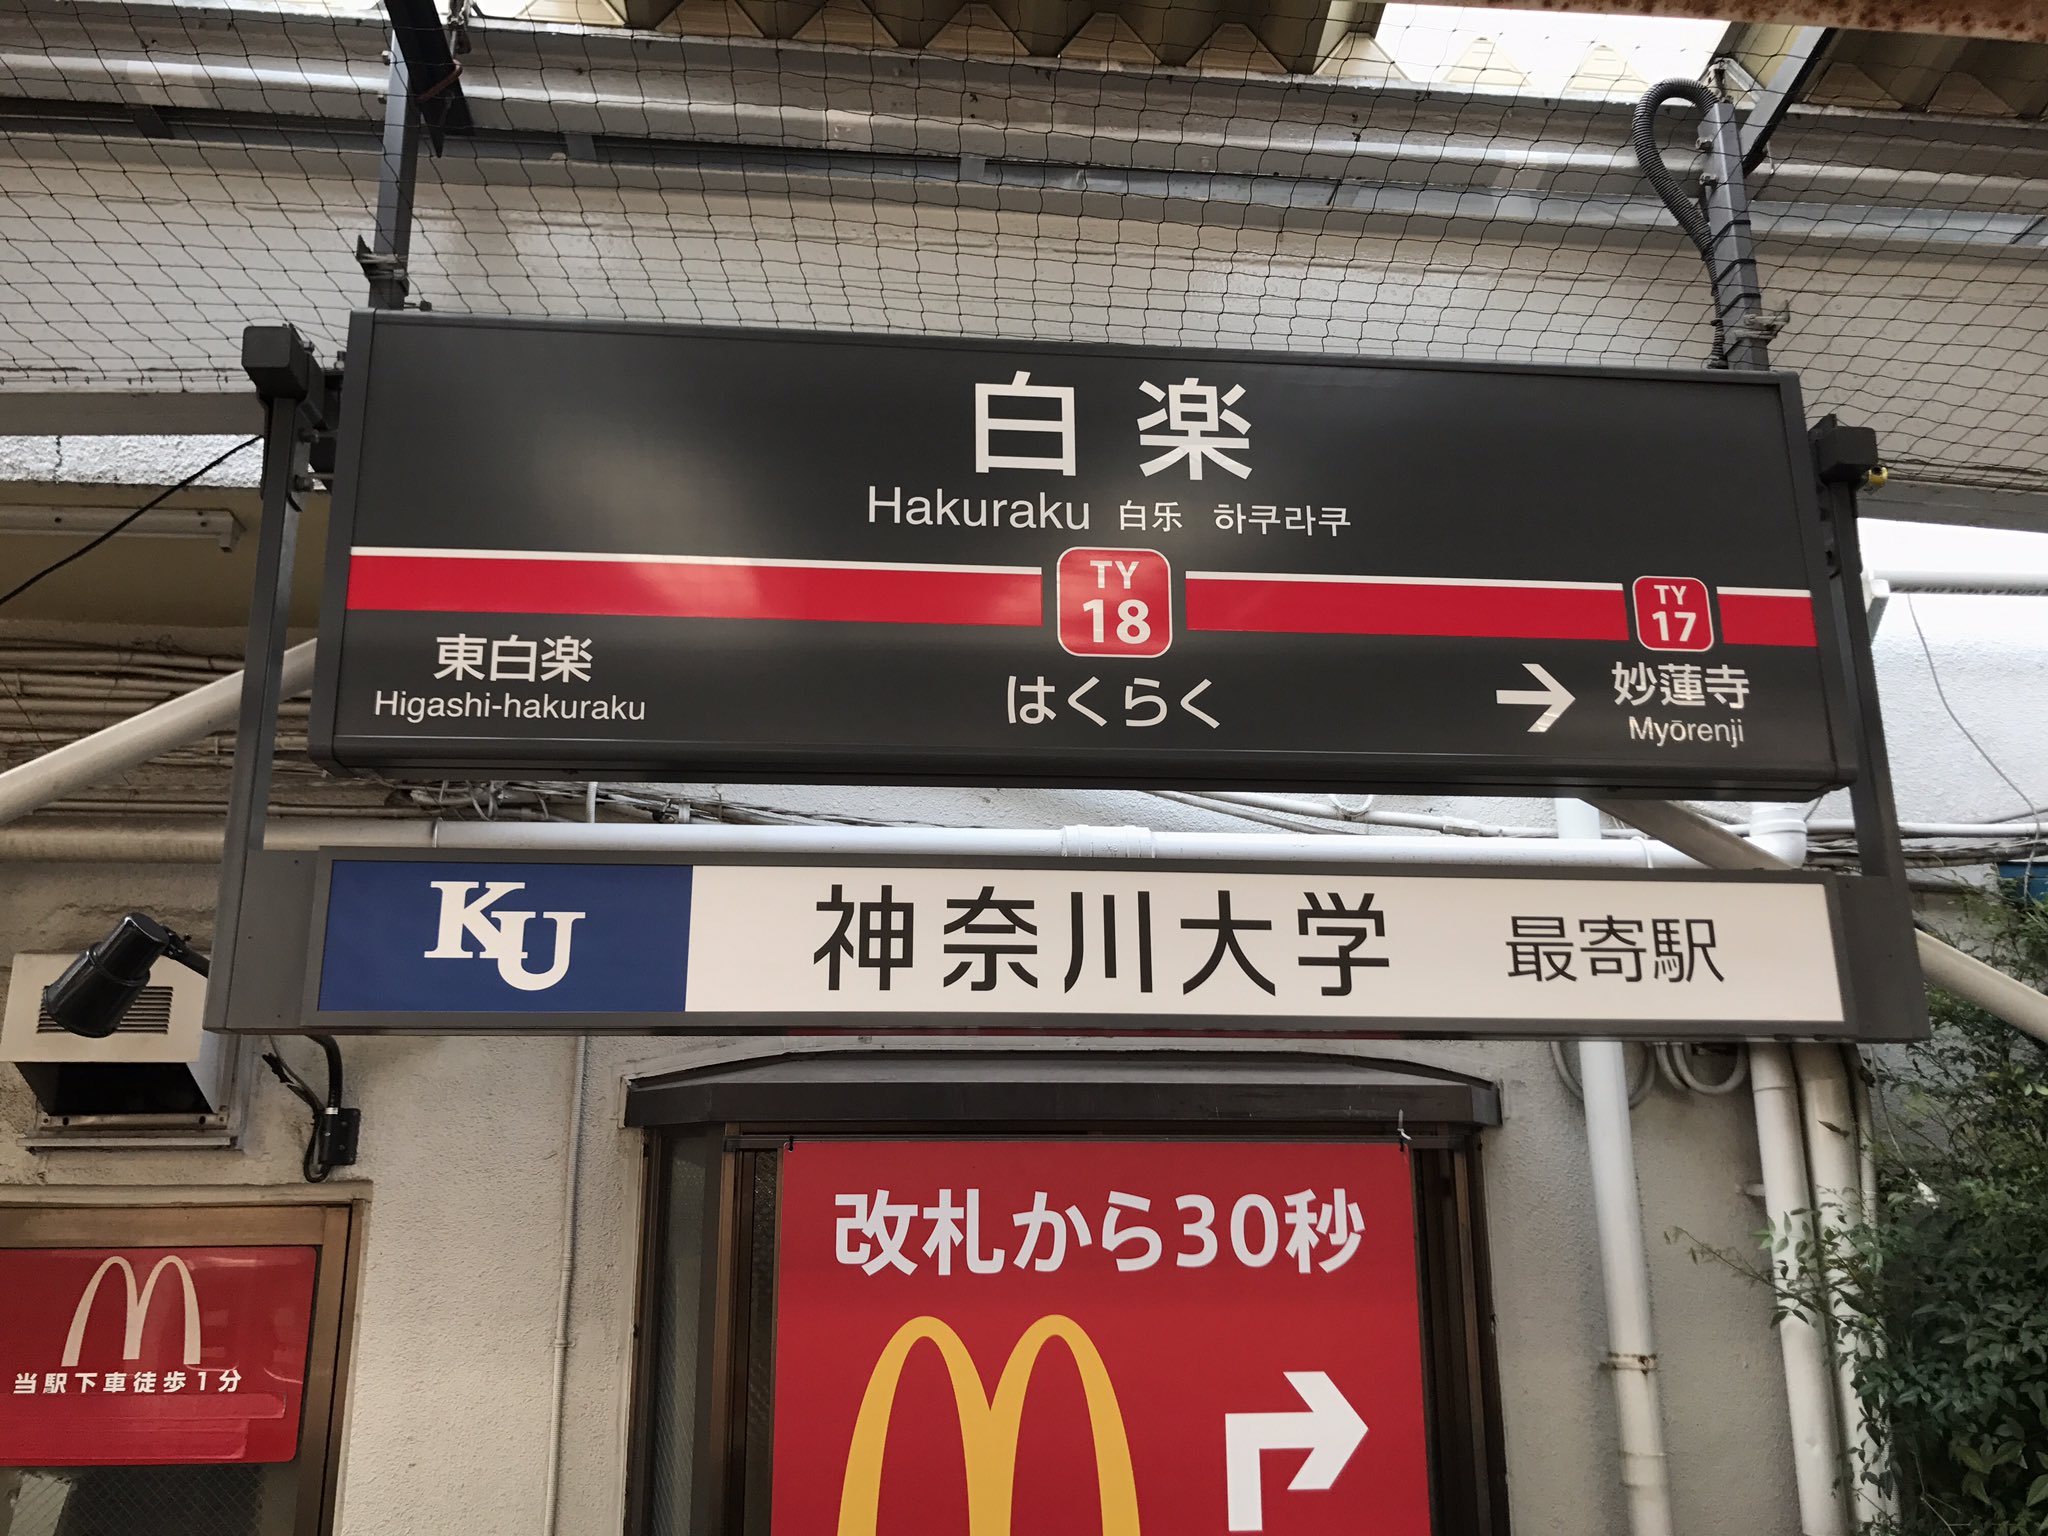 白楽
Hakuraku 白乐 하쿠라쿠
TY
18
TY
17
東白楽
Higashi-hakuraku
はくらく
→ 妙蓮寺
Myōrenji
KU 神奈川大学 最寄駅
改札から30秒
当駅下車徒歩1分